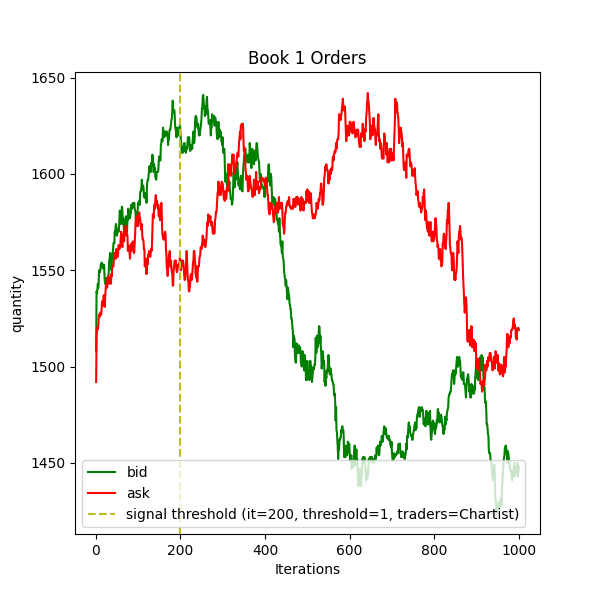 Book 1 Orders
quantity
1650
1600
1550
1500
1450
bid
ask
signal threshold (it=200, threshold=1, traders=Chartist)
0 200 400 600 800 1000
Iterations